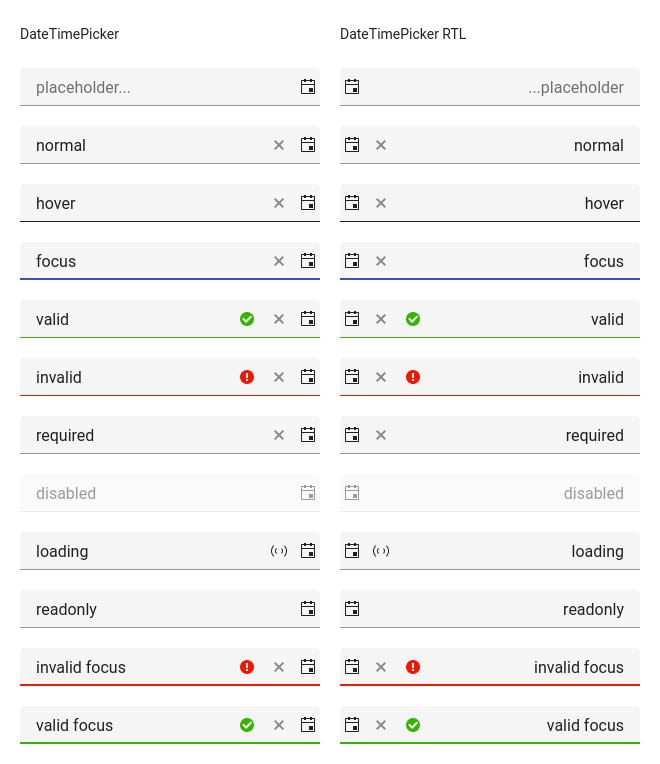 DateTimePicker
placeholder...
normal
hover
focus
valid
invalid
required
disabled
loading
readonly
invalid focus
valid focus
DateTimePicker RTL
...placeholder
normal
hover
focus
valid
invalid
required
disabled
loading
readonly
invalid focus
valid focus